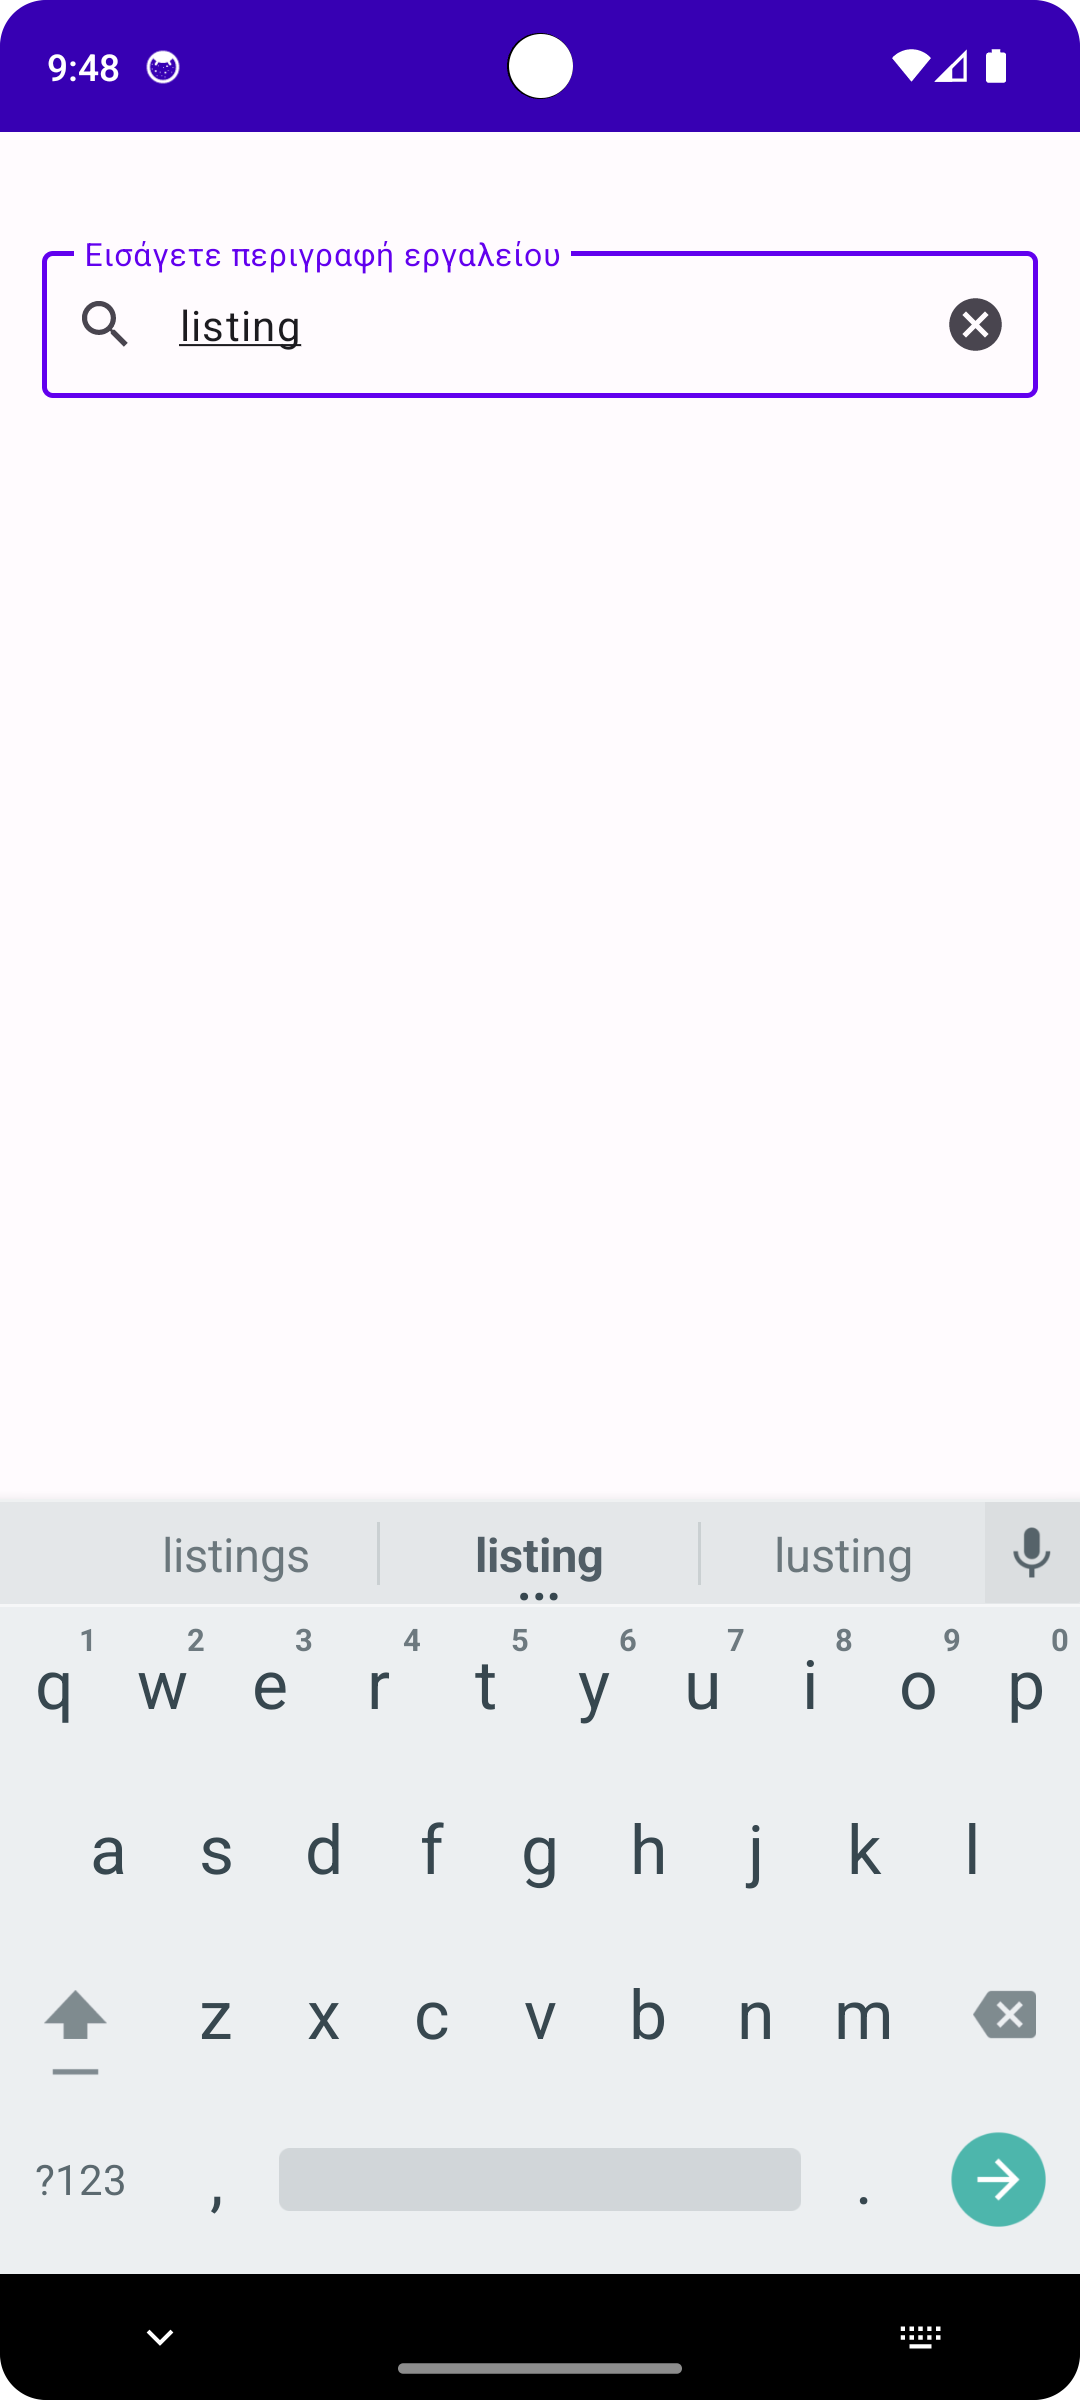 9:48
Εισάγετε περιγραφή εργαλείου
listing
listings listing lusting
1 2 3 4 5 6 7 8 9 0
q w e r t y u i o p
a s d f g h j k l
z x c v b n m
?123 , .